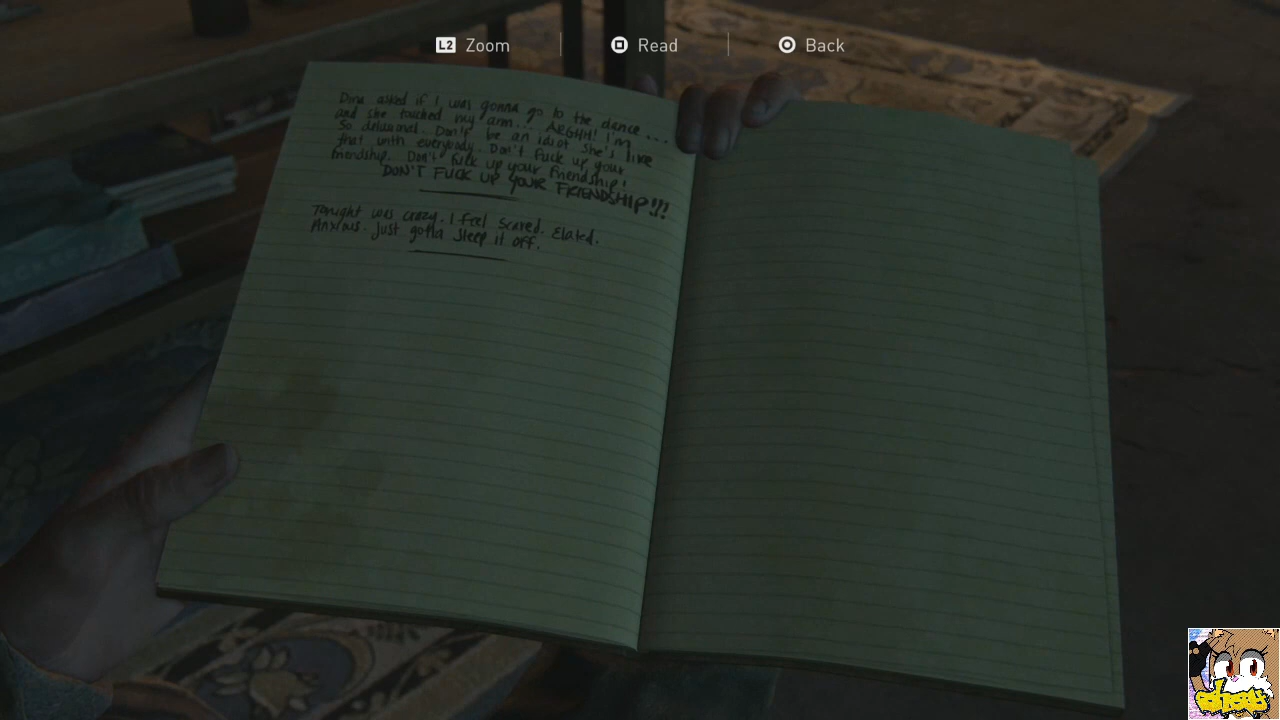 L2 Zoom
Read
Back
Dina asked if I was gonna go to the dance...
and she touched my arm... ARGHH! I'm
so delusional. Don't be an idiot. She's like
that with everybody. Don't fuck up your
friendship. Don't fuck up your friendship!
DON'T FUCK UP YOUR FRIENDSHIP!!!
Tonight was crazy. I feel scared. Elated.
Anxious. Just gotta sleep it off.